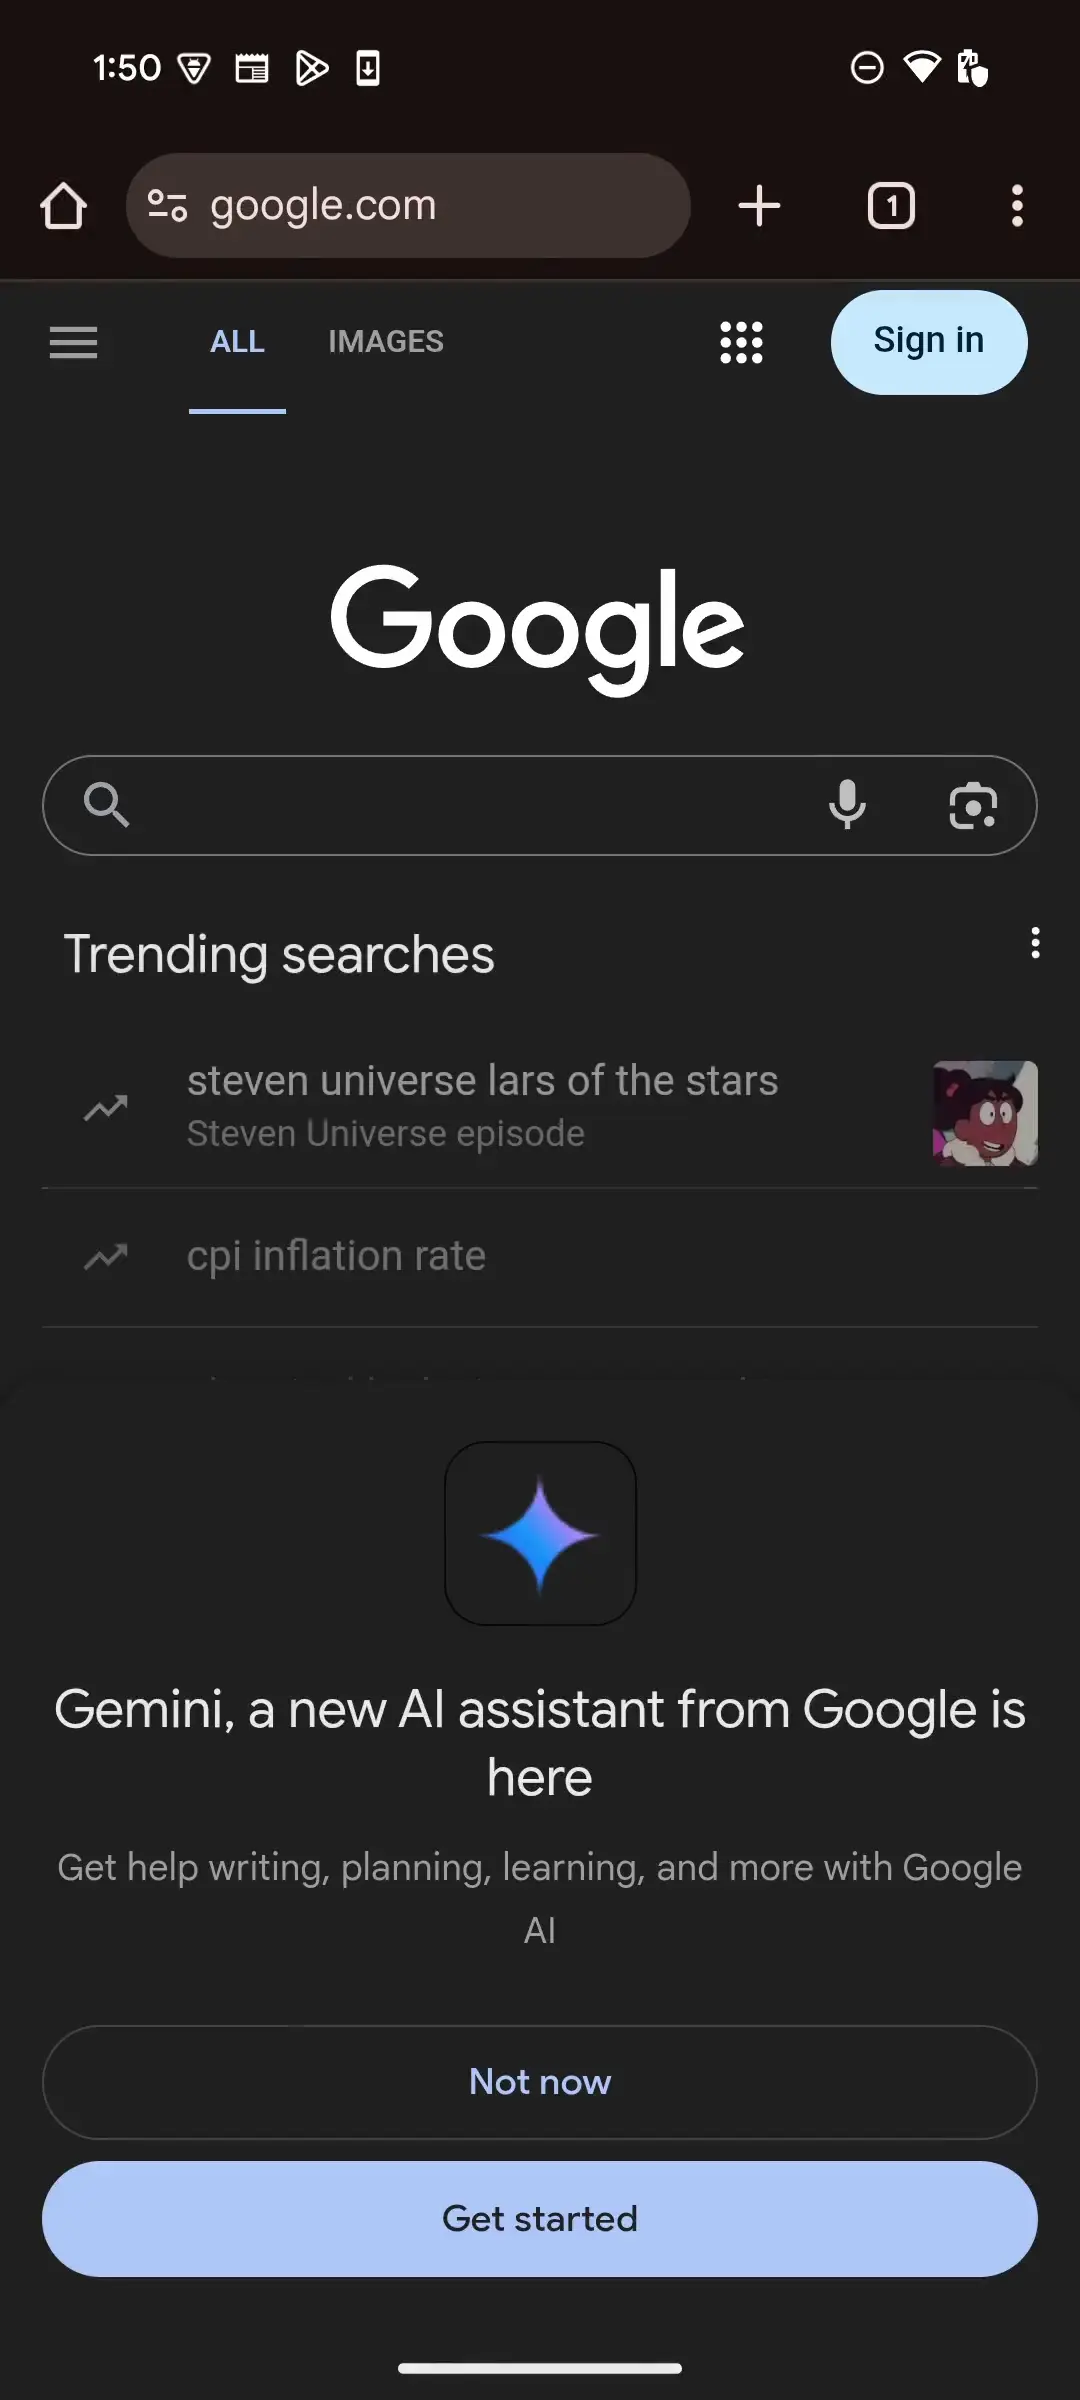 1:50
google.com
1
ALL
IMAGES
Sign in
Google
Trending searches
steven universe lars of the stars
Steven Universe episode
cpi inflation rate
Gemini, a new AI assistant from Google is
here
Get help writing, planning, learning, and more with Google
AI
Not now
Get started